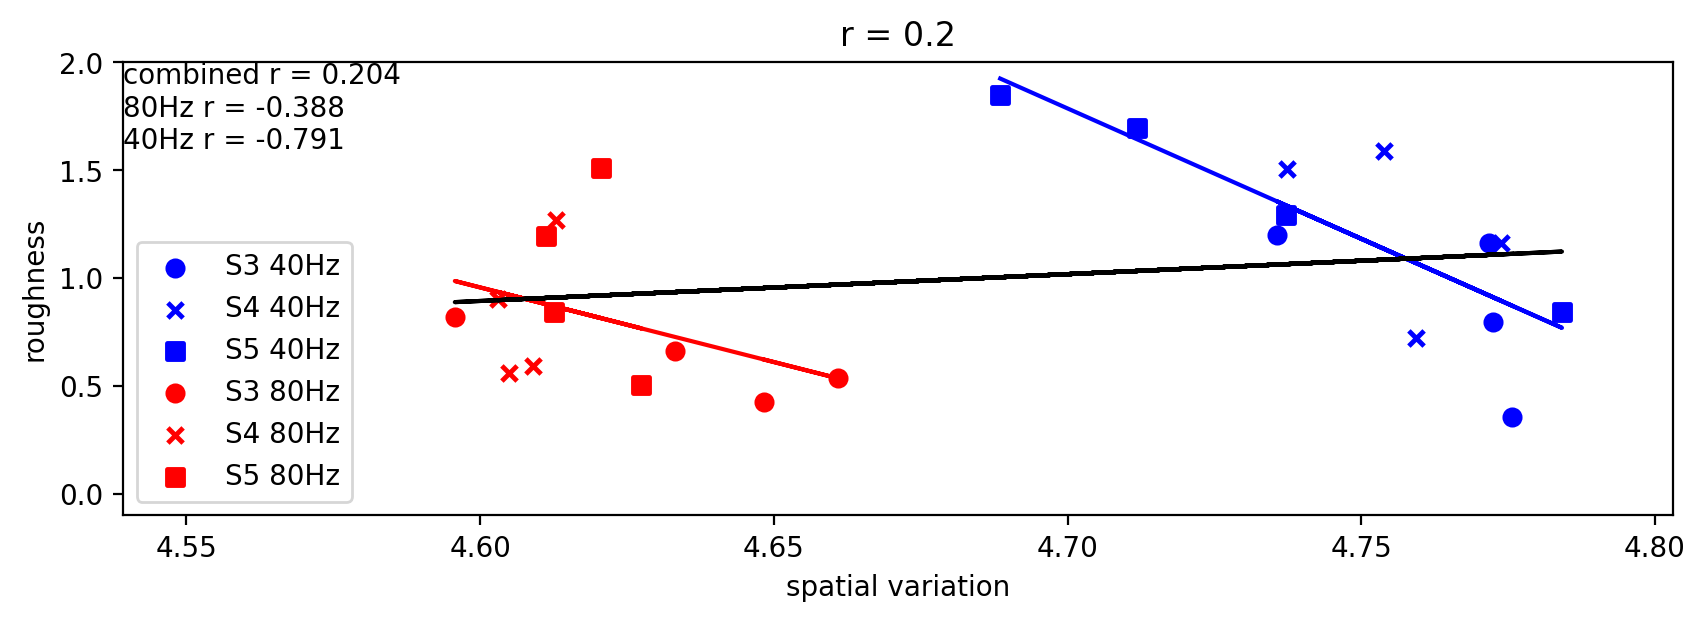 r = 0.2
combined r = 0.204
80Hz r = -0.388
40Hz r = -0.791
2.0
1.5
1.0
0.5
0.0
roughness
S3 40Hz
S4 40Hz
S5 40Hz
S3 80Hz
S4 80Hz
S5 80Hz
4.55 4.60 4.65 4.70 4.75 4.80
spatial variation